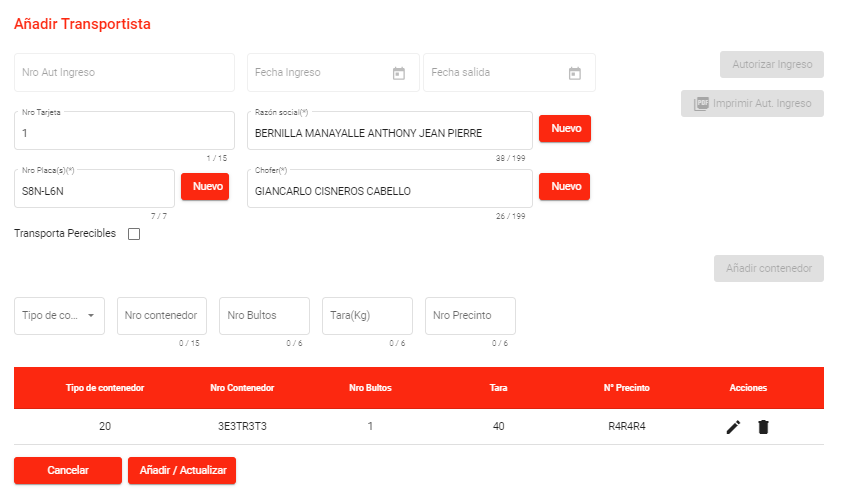 Añadir Transportista
Nro Aut Ingreso
Fecha Ingreso
Fecha salida
Autorizar Ingreso
PDF Imprimir Aut. Ingreso
Nro Tarjeta
1
1 / 15
Razón social(*)
BERNILLA MANAYALLE ANTHONY JEAN PIERRE
38 / 199
Nuevo
Nro Placa(s)(*)
S8N-L6N
7 / 7
Nuevo
Chofer(*)
GIANCARLO CISNEROS CABELLO
26 / 199
Nuevo
Transporta Perecibles
Añadir contenedor
Tipo de co...
Nro contenedor
0 / 15
Nro Bultos
0 / 6
Tara(Kg)
0 / 6
Nro Precinto
0 / 6
Tipo de contenedor Nro Contenedor Nro Bultos Tara N° Precinto Acciones
20 3E3TR3T3 1 40 R4R4R4
Cancelar
Añadir / Actualizar